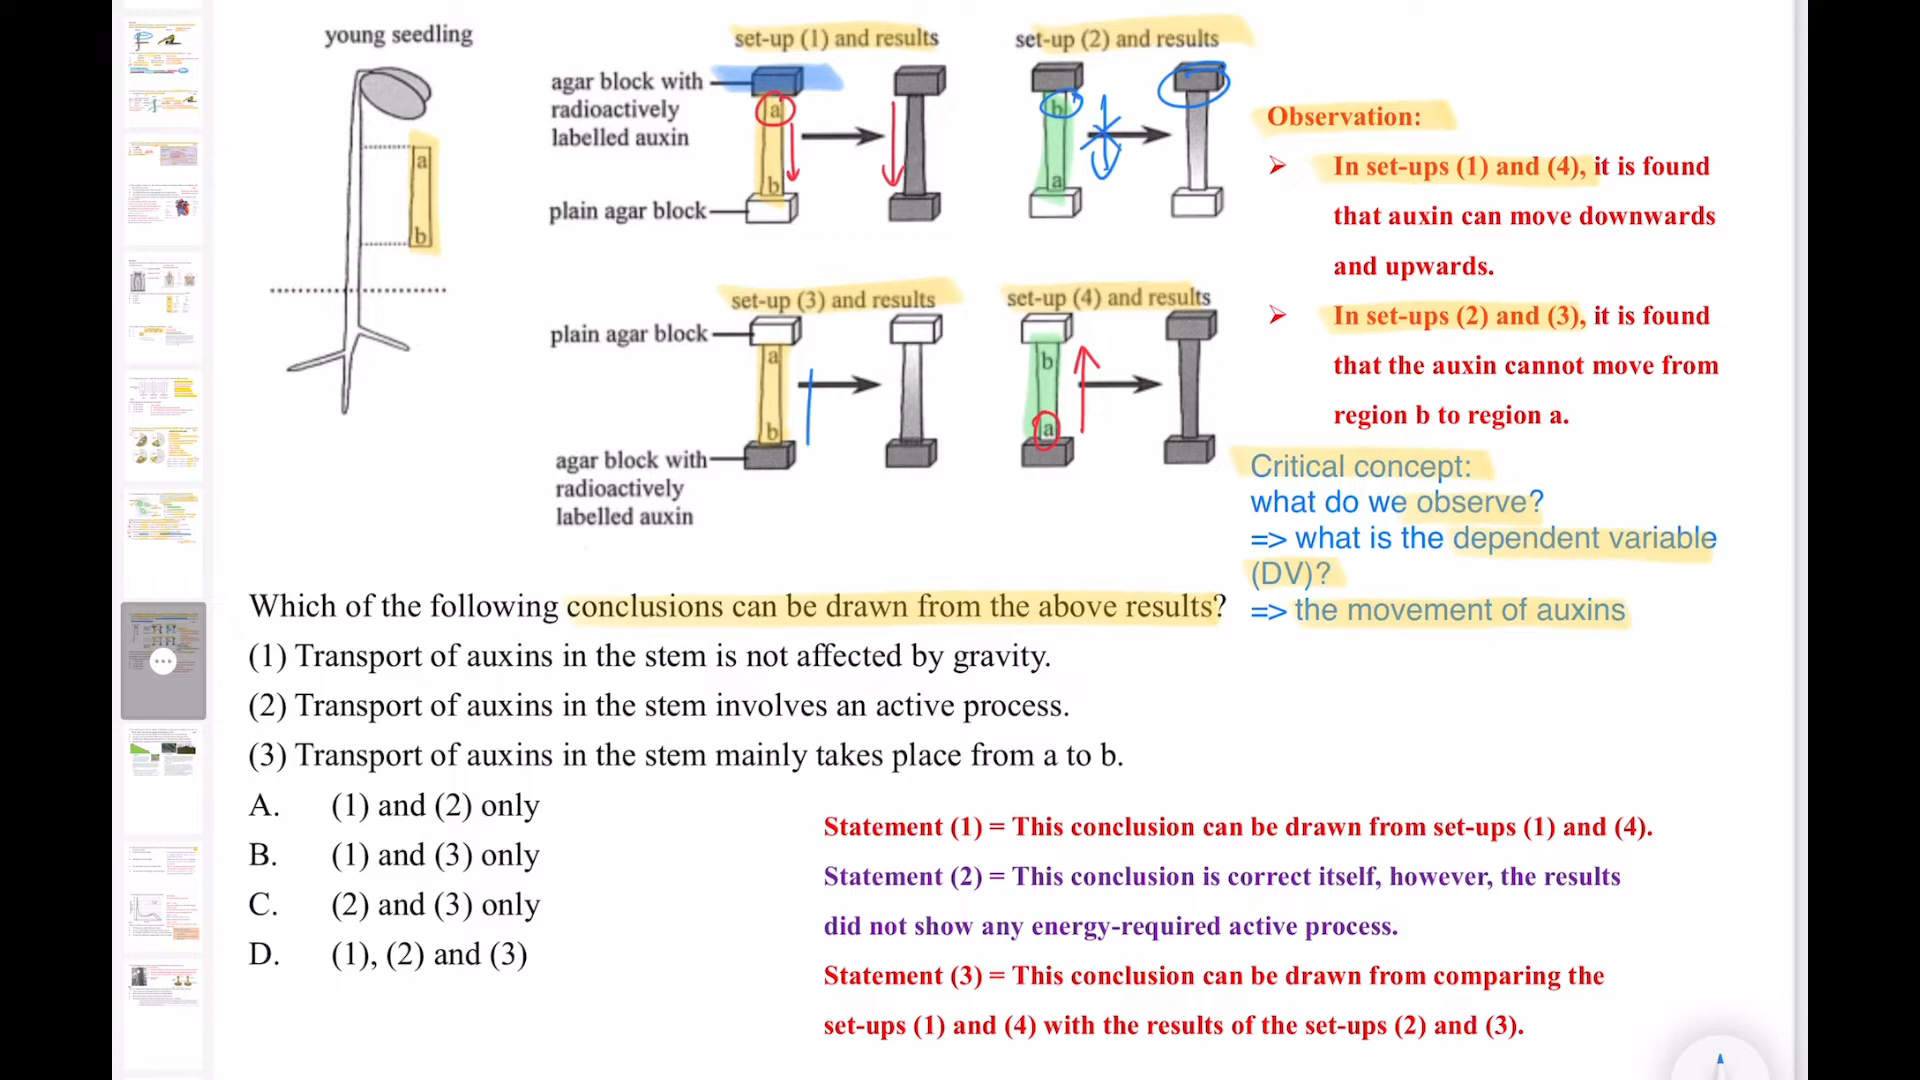 young seedling
a
b
set-up (1) and results
set-up (2) and results
agar block with
radioactively
labelled auxin
plain agar block
a
b
b
a
set-up (3) and results
set-up (4) and results
plain agar block
agar block with
radioactively
labelled auxin
a
b
b
a
Observation:
➢ In set-ups (1) and (4), it is found
that auxin can move downwards
and upwards.
➢ In set-ups (2) and (3), it is found
that the auxin cannot move from
region b to region a.
Critical concept:
what do we observe?
=> what is the dependent variable
(DV)?
=> the movement of auxins
Which of the following conclusions can be drawn from the above results?
(1) Transport of auxins in the stem is not affected by gravity.
(2) Transport of auxins in the stem involves an active process.
(3) Transport of auxins in the stem mainly takes place from a to b.
A. (1) and (2) only
B. (1) and (3) only
C. (2) and (3) only
D. (1), (2) and (3)
Statement (1) = This conclusion can be drawn from set-ups (1) and (4).
Statement (2) = This conclusion is correct itself, however, the results
did not show any energy-required active process.
Statement (3) = This conclusion can be drawn from comparing the
set-ups (1) and (4) with the results of the set-ups (2) and (3).